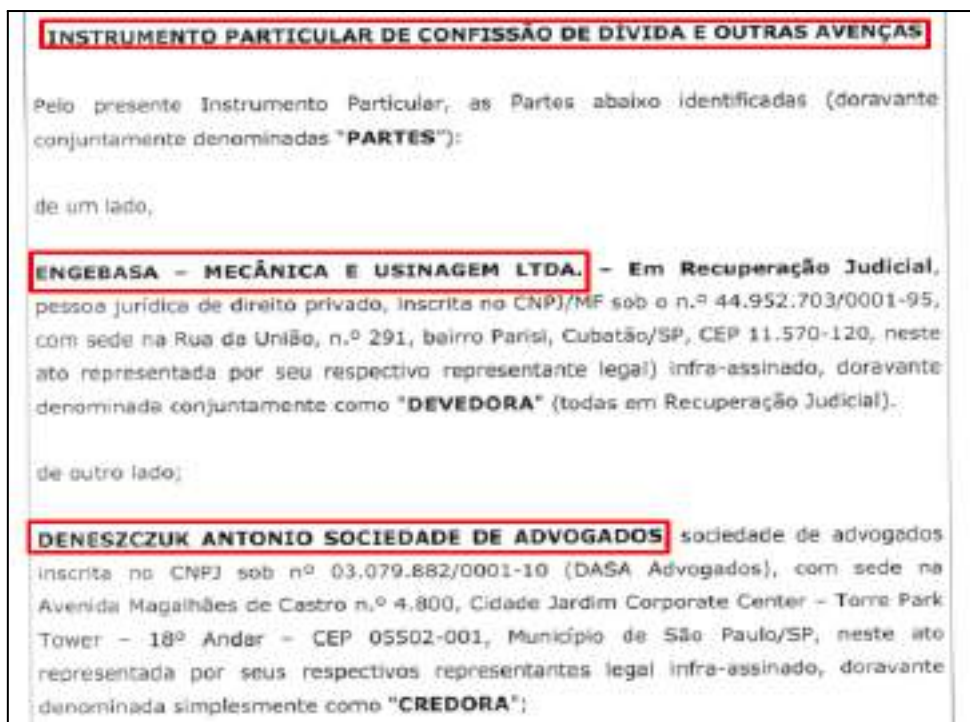 INSTRUMENTO PARTICULAR DE CONFISSÃO DE DÍVIDA E OUTRAS AVENÇAS
Pelo presente Instrumento Particular, as Partes abaixo identificadas (doravante
conjuntamente denominadas "PARTES"):
de um lado,
ENGEBASA – MECÂNICA E USINAGEM LTDA. – Em Recuperação Judicial,
pessoa jurídica de direito privado, inscrita no CNPJ/MF sob o n.º 44.952.703/0001-95,
com sede na Rua da União, n.º 291, bairro Parisi, Cubatão/SP, CEP 11.570-120, neste
ato representada por seu respectivo representante legal) infra-assinado, doravante
denominada conjuntamente como "DEVEDORA" (todas em Recuperação Judicial).
de outro lado;
DENESZCZUK ANTONIO SOCIEDADE DE ADVOGADOS sociedade de advogados
inscrita no CNPJ sob nº 03.079.882/0001-10 (DASA Advogados), com sede na
Avenida Magalhães de Castro n.º 4.800, Cidade Jardim Corporate Center – Torre Park
Tower – 18º Andar – CEP 05502-001, Município de São Paulo/SP, neste ato
representada por seus respectivos representantes legal infra-assinado, doravante
denominada simplesmente como "CREDORA";